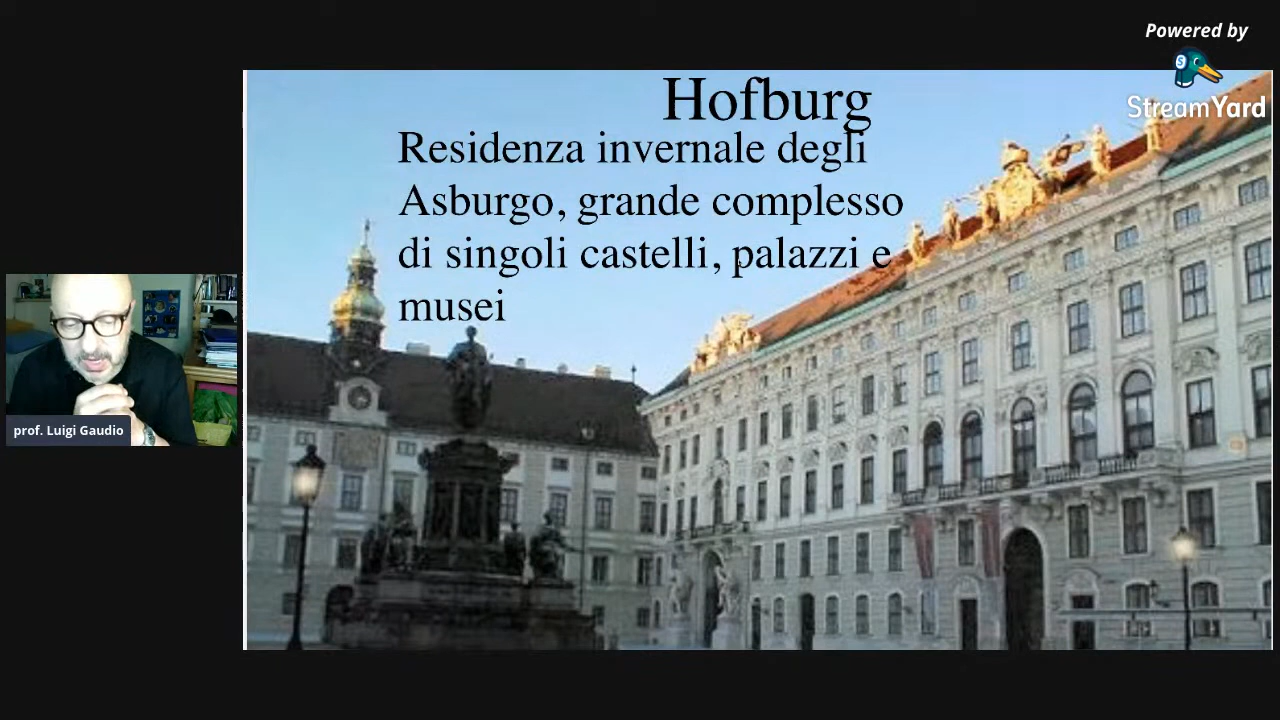 Powered by
StreamYard
Hofburg
Residenza invernale degli
Asburgo, grande complesso
di singoli castelli, palazzi e
musei
prof. Luigi Gaudio